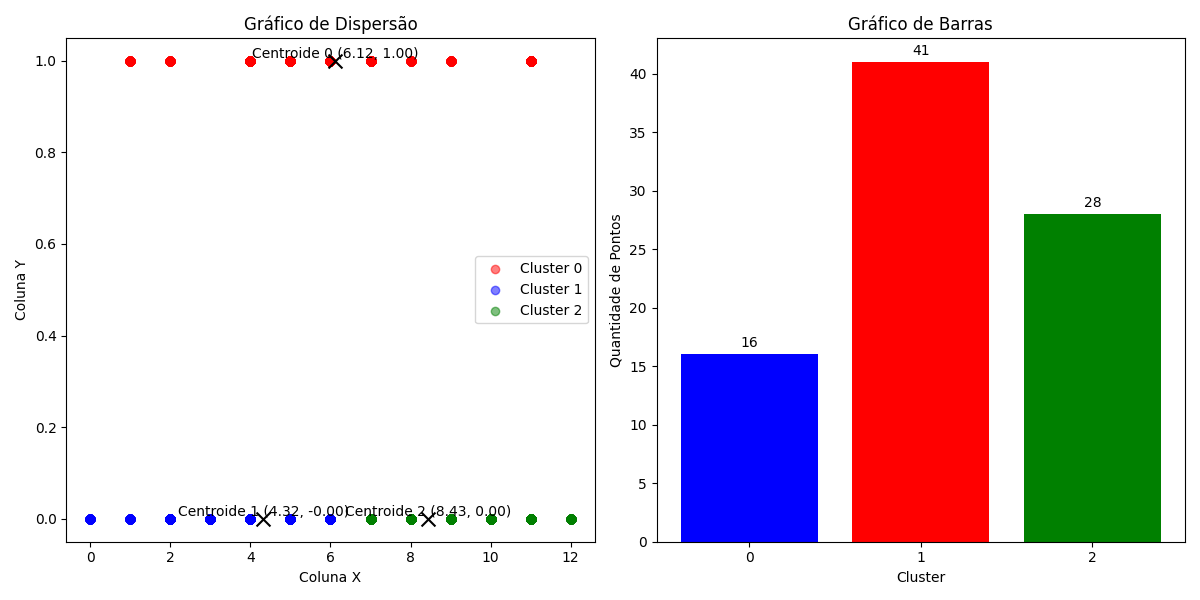 Gráfico de Dispersão
Centroide 0 (6.12, 1.00)
1.0
0.8
0.6
0.4
0.2
0.0
Coluna Y
Cluster 0
Cluster 1
Cluster 2
Centroide 1 (4.32, -0.00)
Centroide 2 (8.43, 0.00)
0 2 4 6 8 10 12
Coluna X
Gráfico de Barras
41
28
16
40
35
30
25
20
15
10
5
0
Quantidade de Pontos
0 1 2
Cluster